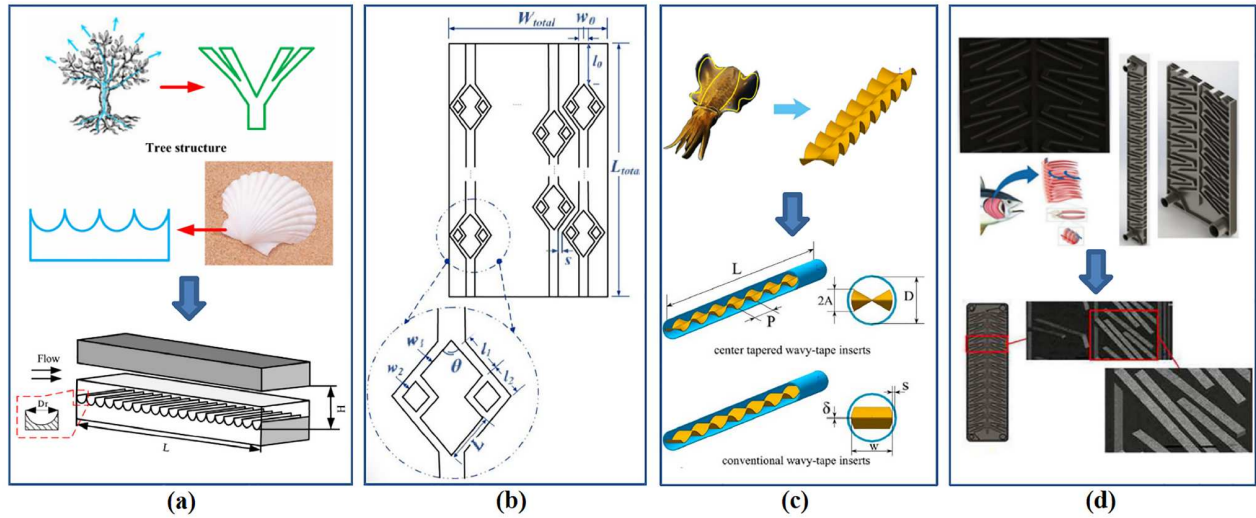 Tree structure
Flow
Dr
H
L
(a)
W_total
w_0
l_0
L_tota
s
w_1
w_2
θ
l_1
l_2
L
(b)
L
2A
D
P
center tapered wavy-tape inserts
S
δ
w
conventional wavy-tape inserts
(c)
(d)